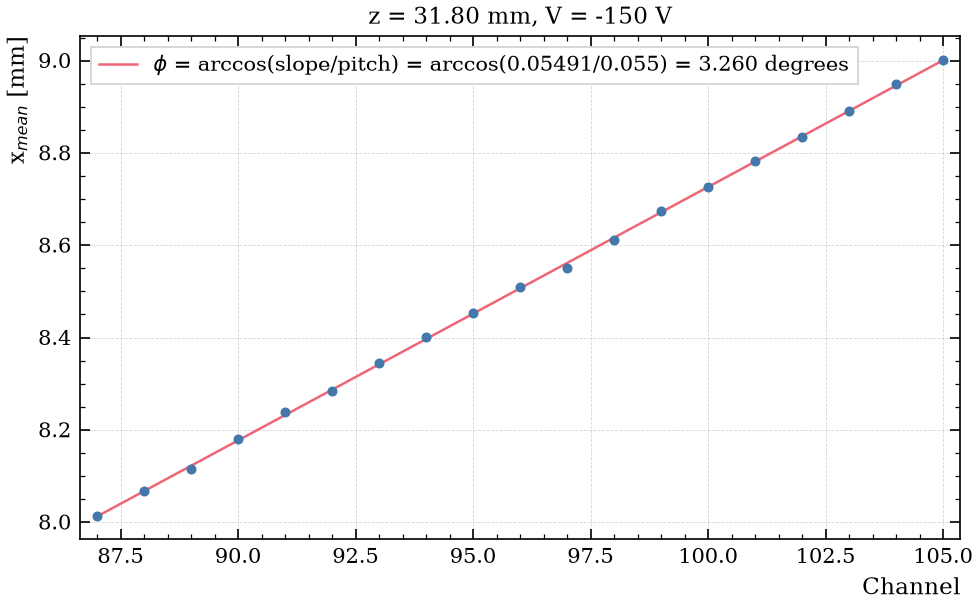 z = 31.80 mm, V = -150 V
ϕ = arccos(slope/pitch) = arccos(0.05491/0.055) = 3.260 degrees
x_mean [mm]
9.0
8.8
8.6
8.4
8.2
8.0
87.5 90.0 92.5 95.0 97.5 100.0 102.5 105.0
Channel